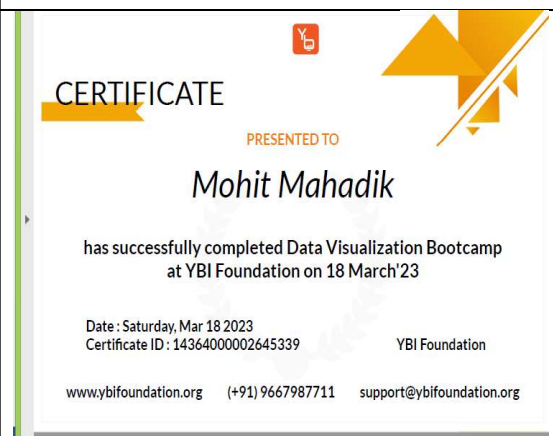 CERTIFICATE
PRESENTED TO
Mohit Mahadik
has successfully completed Data Visualization Bootcamp
at YBI Foundation on 18 March'23
Date : Saturday, Mar 18 2023
Certificate ID : 14364000002645339 YBI Foundation
www.ybifoundation.org (+91) 9667987711 support@ybifoundation.org